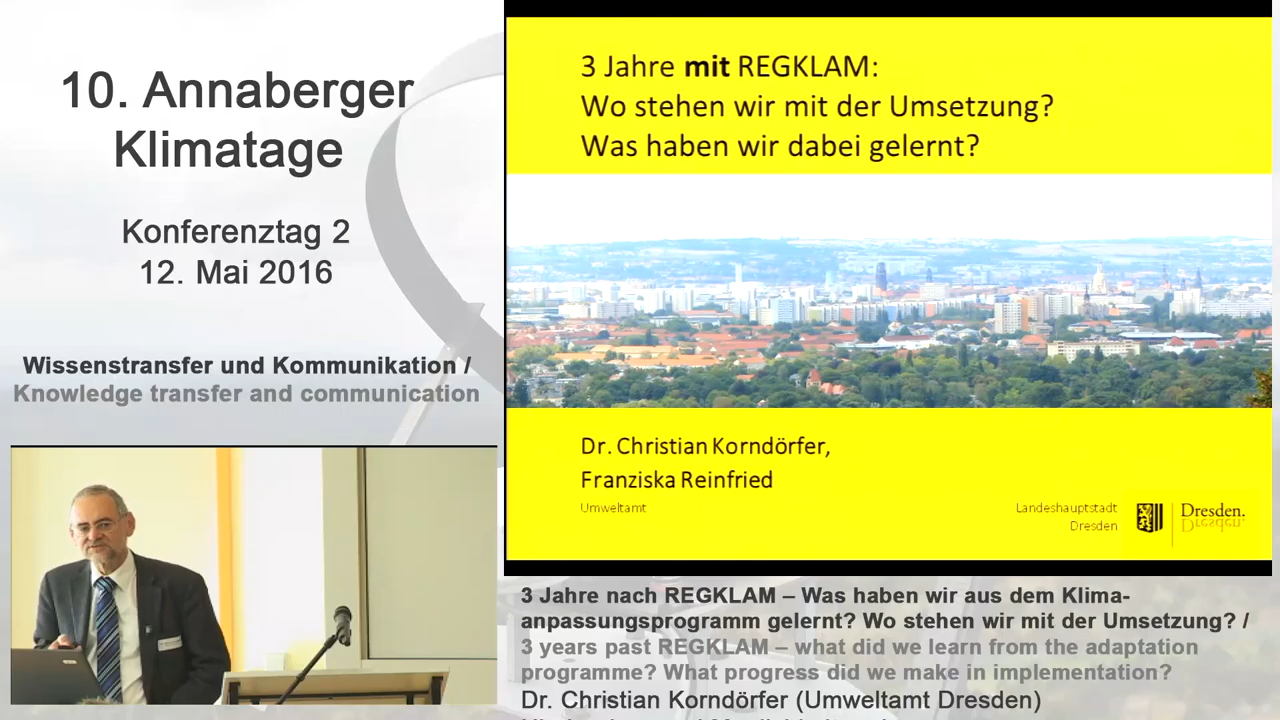 10. Annaberger
Klimatage
Konferenztag 2
12. Mai 2016
Wissenstransfer und Kommunikation /
Knowledge transfer and communication
3 Jahre mit REGKLAM:
Wo stehen wir mit der Umsetzung?
Was haben wir dabei gelernt?
Dr. Christian Korndörfer,
Franziska Reinfried
Umweltamt
Landeshauptstadt
Dresden
Dresden.
Dresden.
3 Jahre nach REGKLAM – Was haben wir aus dem Klima-
anpassungsprogramm gelernt? Wo stehen wir mit der Umsetzung? /
3 years past REGKLAM – what did we learn from the adaptation
programme? What progress did we make in implementation?
Dr. Christian Korndörfer (Umweltamt Dresden)